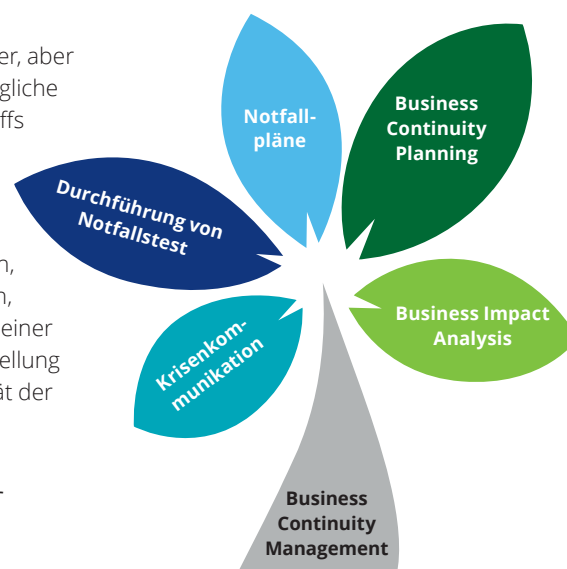 er, aber
gliche
ffs
n,
n,
einer
ellung
ät der
Notfall-
pläne
Business
Continuity
Planning
Durchführung von
Notfallstest
Business Impact
Analysis
Krisenkom-
munikation
Business
Continuity
Management